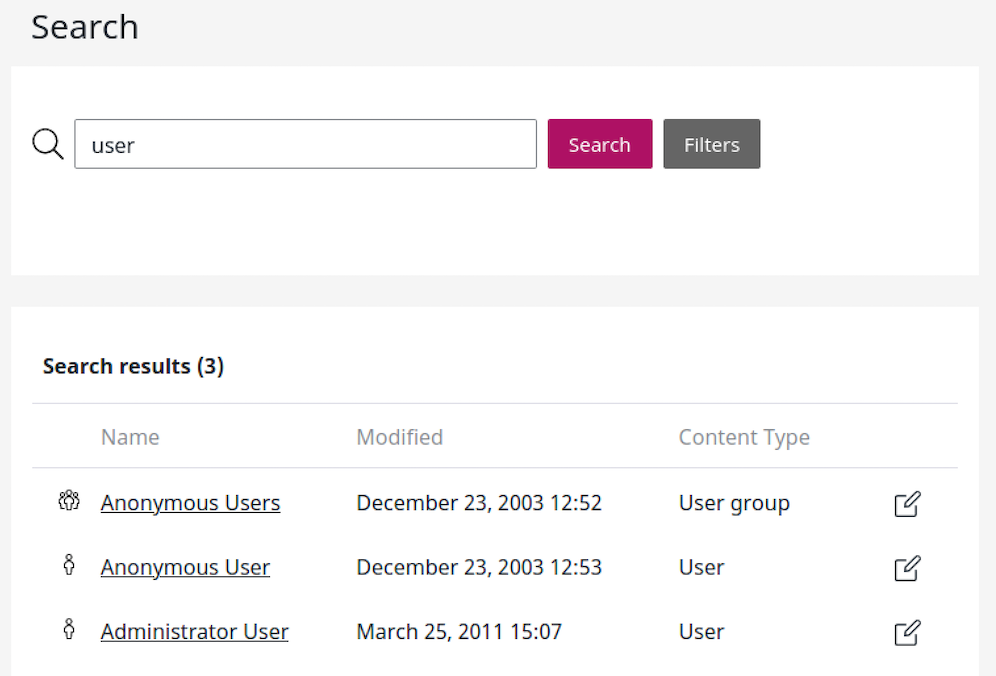 Search
user Search Filters
Search results (3)
Name Modified Content Type
Anonymous Users December 23, 2003 12:52 User group
Anonymous User December 23, 2003 12:53 User
Administrator User March 25, 2011 15:07 User